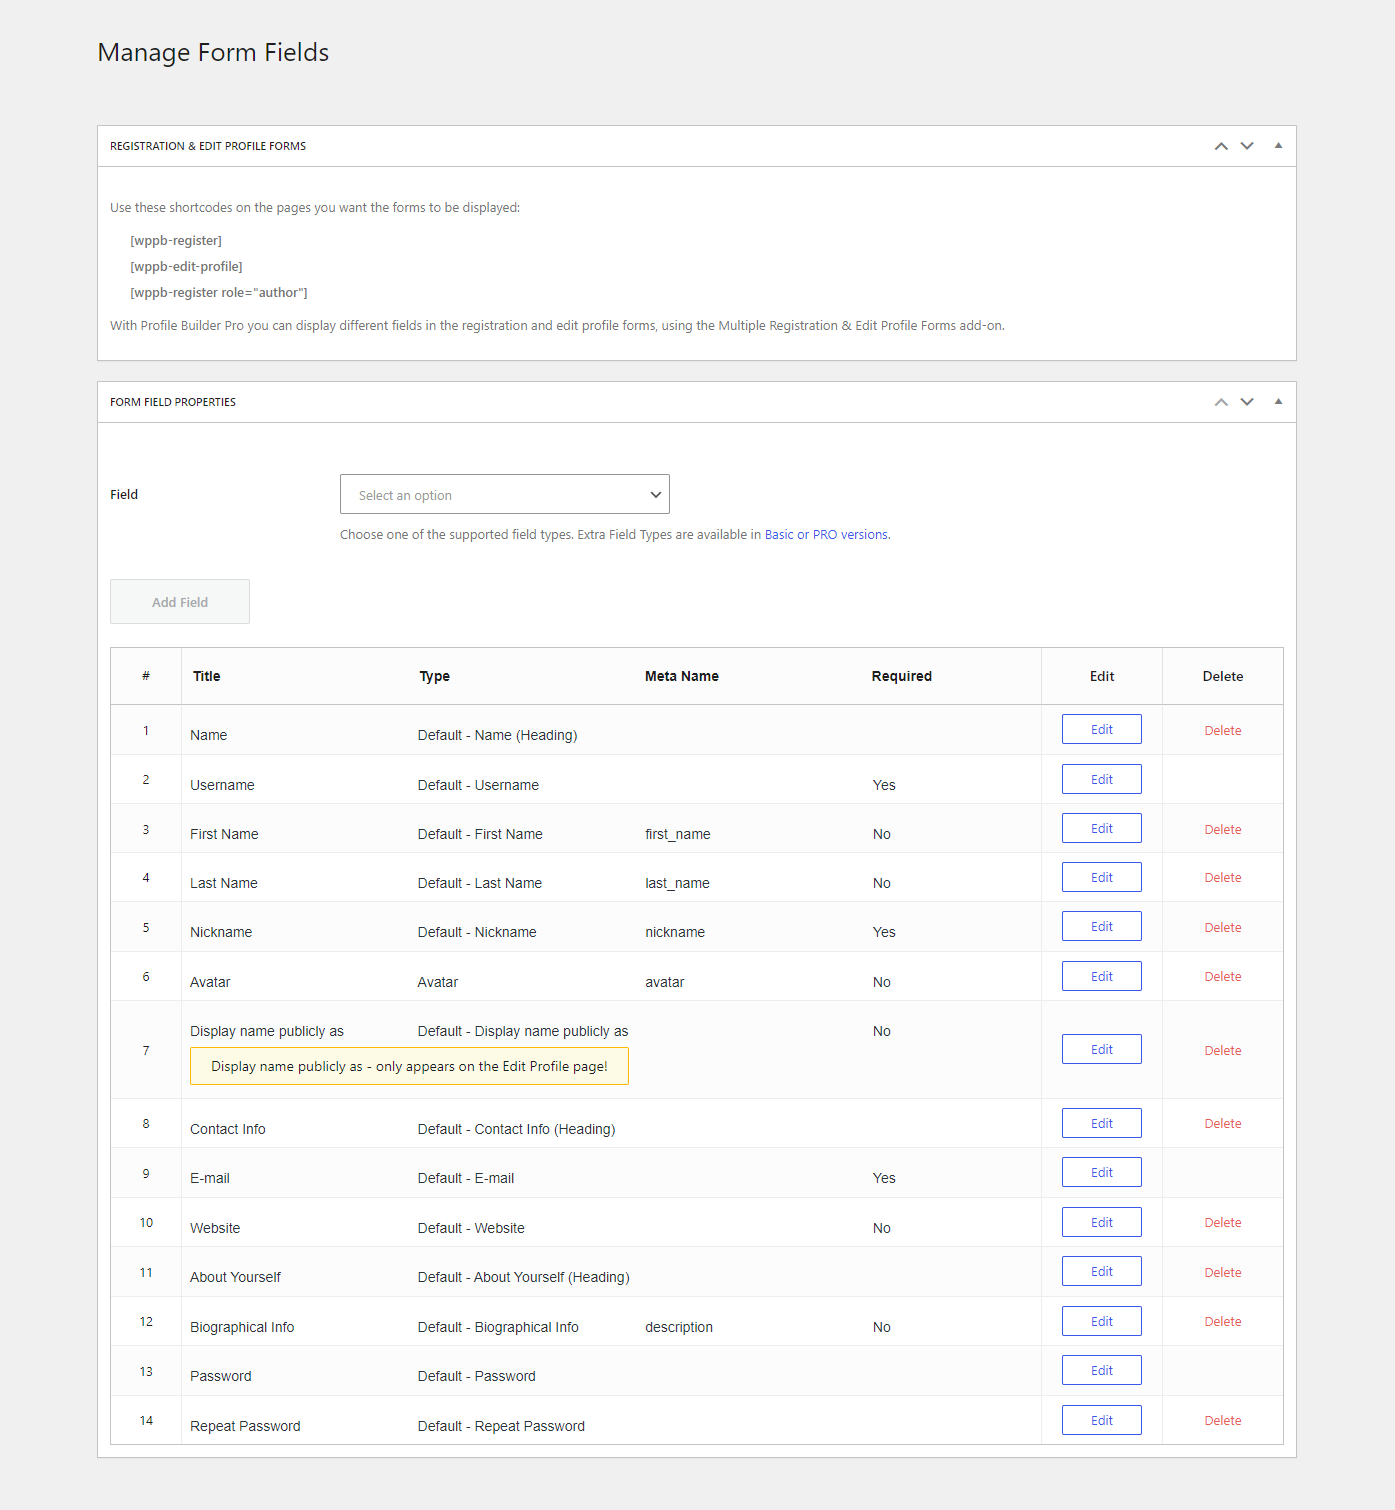 Manage Form Fields
REGISTRATION & EDIT PROFILE FORMS
Use these shortcodes on the pages you want the forms to be displayed:
[wppb-register]
[wppb-edit-profile]
[wppb-register role="author"]
With Profile Builder Pro you can display different fields in the registration and edit profile forms, using the Multiple Registration & Edit Profile Forms add-on.
FORM FIELD PROPERTIES
Field Select an option
Choose one of the supported field types. Extra Field Types are available in Basic or PRO versions.
Add Field
# Title Type Meta Name Required Edit Delete
1 Name Default - Name (Heading) Edit Delete
2 Username Default - Username Yes Edit
3 First Name Default - First Name first_name No Edit Delete
4 Last Name Default - Last Name last_name No Edit Delete
5 Nickname Default - Nickname nickname Yes Edit Delete
6 Avatar Avatar avatar No Edit Delete
7 Display name publicly as Default - Display name publicly as No Edit Delete
Display name publicly as - only appears on the Edit Profile page!
8 Contact Info Default - Contact Info (Heading) Edit Delete
9 E-mail Default - E-mail Yes Edit
10 Website Default - Website No Edit Delete
11 About Yourself Default - About Yourself (Heading) Edit Delete
12 Biographical Info Default - Biographical Info description No Edit Delete
13 Password Default - Password Edit
14 Repeat Password Default - Repeat Password Edit Delete